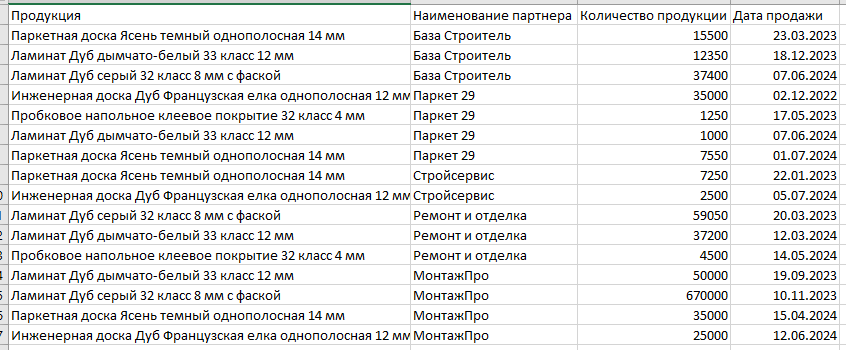 Продукция Наименование партнера Количество продукции Дата продажи
Паркетная доска Ясень темный однополосная 14 мм База Строитель 15500 23.03.2023
Ламинат Дуб дымчато-белый 33 класс 12 мм База Строитель 12350 18.12.2023
Ламинат Дуб серый 32 класс 8 мм с фаской База Строитель 37400 07.06.2024
Инженерная доска Дуб Французская елка однополосная 12 мм Паркет 29 35000 02.12.2022
Пробковое напольное клеевое покрытие 32 класс 4 мм Паркет 29 1250 17.05.2023
Ламинат Дуб дымчато-белый 33 класс 12 мм Паркет 29 1000 07.06.2024
Паркетная доска Ясень темный однополосная 14 мм Паркет 29 7550 01.07.2024
Паркетная доска Ясень темный однополосная 14 мм Стройсервис 7250 22.01.2023
0 Инженерная доска Дуб Французская елка однополосная 12 мм Стройсервис 2500 05.07.2024
1 Ламинат Дуб серый 32 класс 8 мм с фаской Ремонт и отделка 59050 20.03.2023
2 Ламинат Дуб дымчато-белый 33 класс 12 мм Ремонт и отделка 37200 12.03.2024
3 Пробковое напольное клеевое покрытие 32 класс 4 мм Ремонт и отделка 4500 14.05.2024
4 Ламинат Дуб дымчато-белый 33 класс 12 мм МонтажПро 50000 19.09.2023
5 Ламинат Дуб серый 32 класс 8 мм с фаской МонтажПро 670000 10.11.2023
6 Паркетная доска Ясень темный однополосная 14 мм МонтажПро 35000 15.04.2024
7 Инженерная доска Дуб Французская елка однополосная 12 мм МонтажПро 25000 12.06.2024